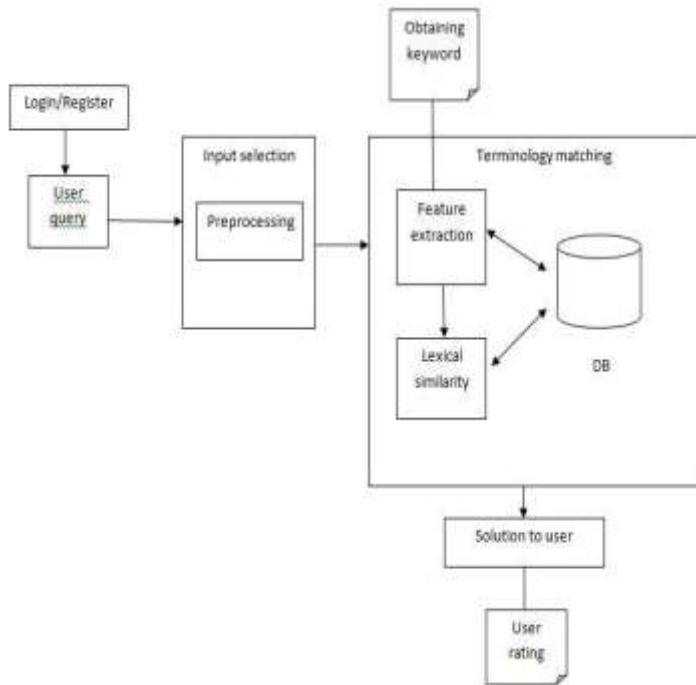 Obtaining
keyword
Login/Register
Input selection
Terminology matching
User
query
Preprocessing
Feature
extraction
Lexical
similarity
DB
Solution to user
User
rating